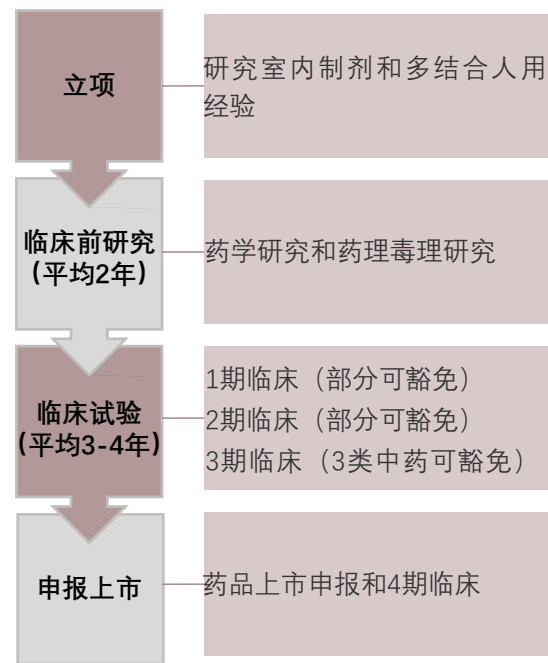 立项
研究室内制剂和多结合人用
经验
临床前研究
(平均2年)
药学研究和药理毒理研究
临床试验
(平均3-4年)
1期临床（部分可豁免）
2期临床（部分可豁免）
3期临床（3类中药可豁免）
申报上市
药品上市申报和4期临床